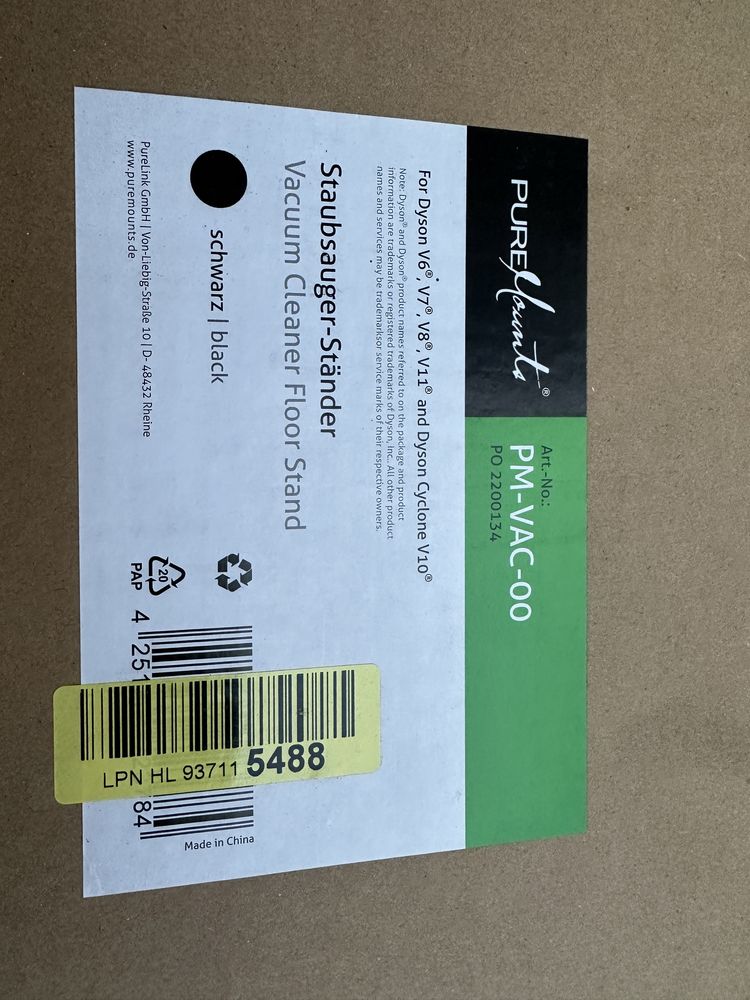 PUREMounts®
Art.-No.:
PM-VAC-00
PO 2200134
For Dyson V6®, V7®, V8®, V11® and Dyson Cyclone V10®
Note: Dyson® and Dyson® product names referred to on the package and product
information are trademarks or registered trademarks of Dyson, Inc. All other product
names and services may be trademarksor service marks of their respective owners.
Staubsauger-Ständer
Vacuum Cleaner Floor Stand
schwarz | black
PureLink GmbH | Von-Liebig-Straße 10 | D- 48432 Rheine
www.puremounts.de
20
PAP
4 251
84
LPN HL 93711 5488
Made in China